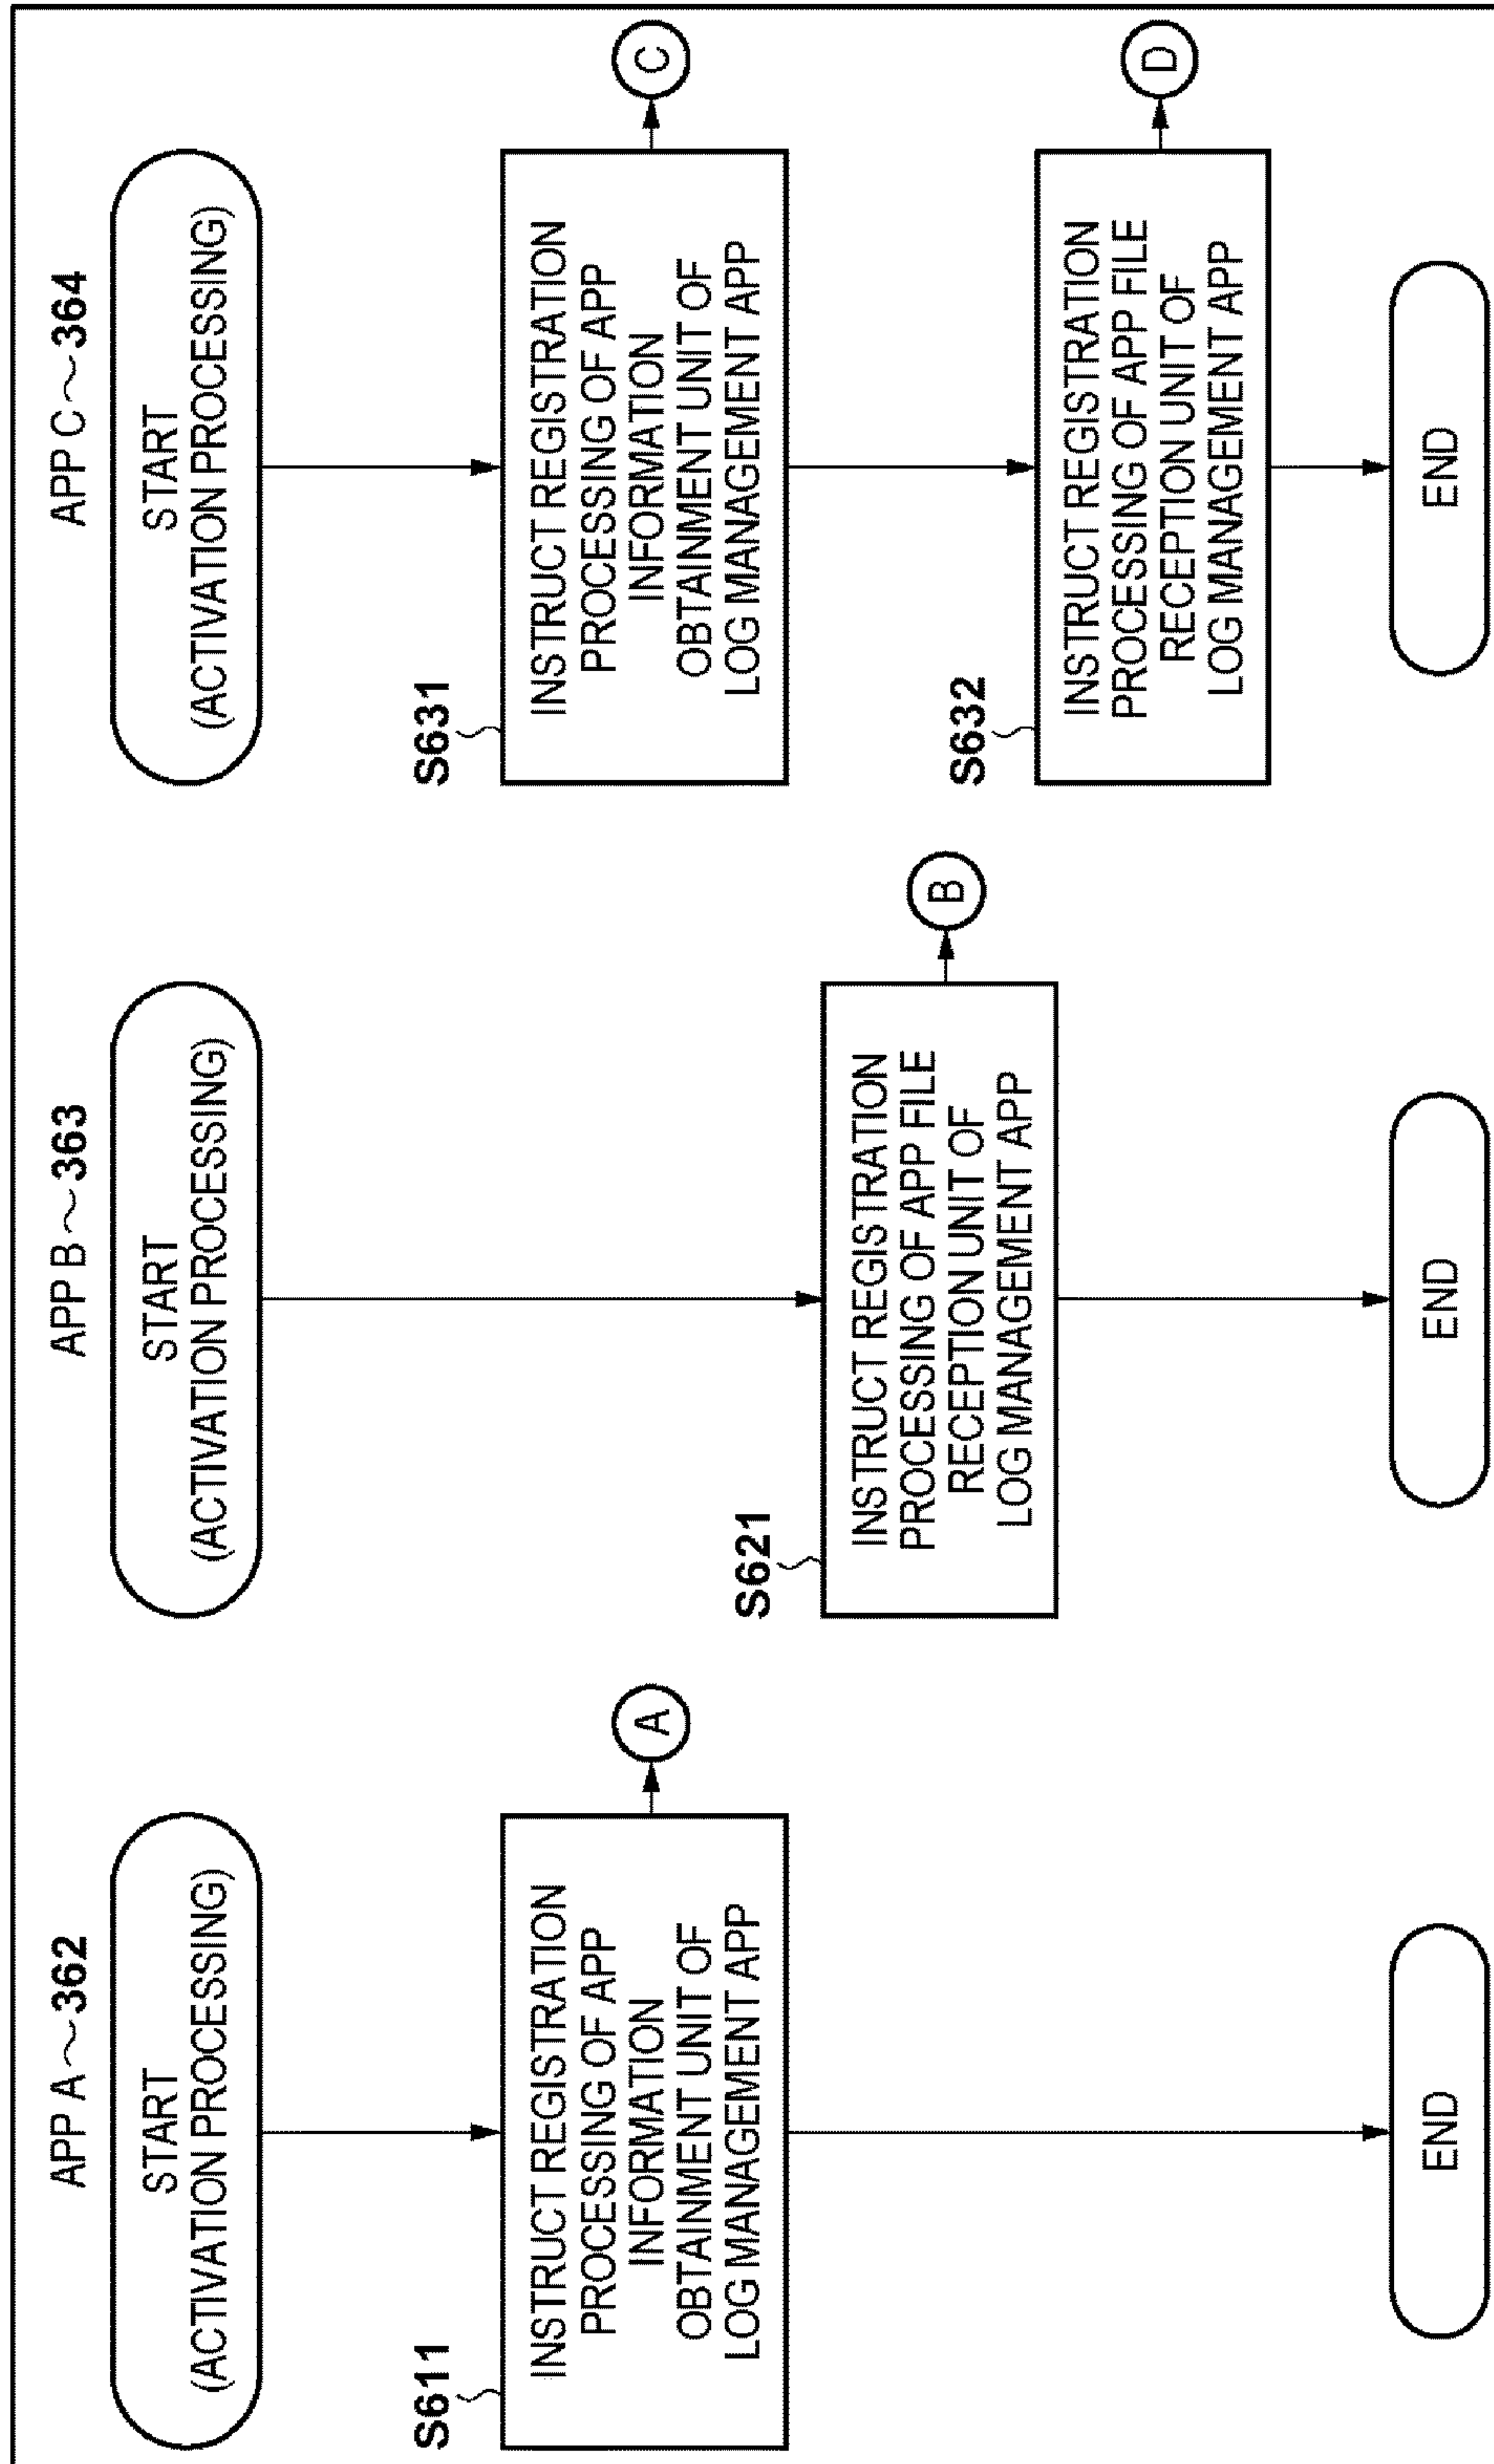 APP A~362
START
(ACTIVATION PROCESSING)
S611
INSTRUCT REGISTRATION
PROCESSING OF APP
INFORMATION
OBTAINMENT UNIT OF
LOG MANAGEMENT APP
A
END
APP B~363
START
(ACTIVATION PROCESSING)
S621
INSTRUCT REGISTRATION
PROCESSING OF APP FILE
RECEPTION UNIT OF
LOG MANAGEMENT APP
B
END
APP C~364
START
(ACTIVATION PROCESSING)
S631
INSTRUCT REGISTRATION
PROCESSING OF APP
INFORMATION
OBTAINMENT UNIT OF
LOG MANAGEMENT APP
C
S632
INSTRUCT REGISTRATION
PROCESSING OF APP FILE
RECEPTION UNIT OF
LOG MANAGEMENT APP
D
END